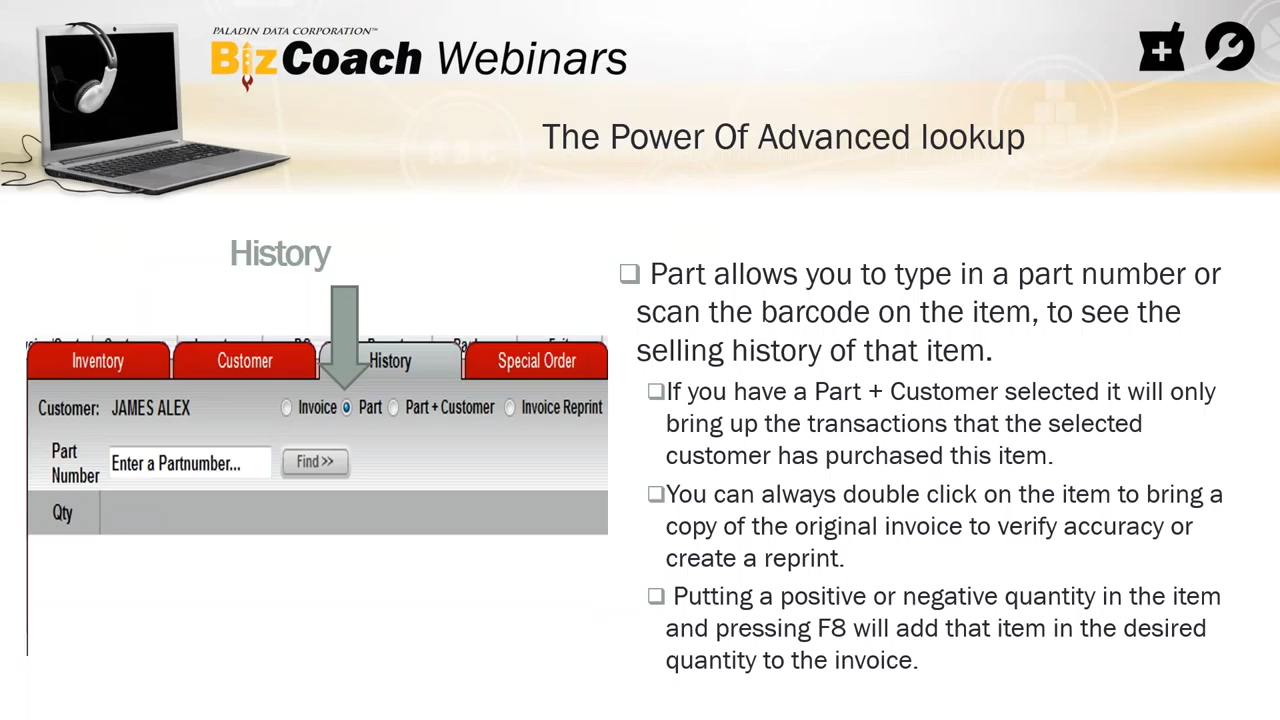 PALADIN DATA CORPORATION™
BizCoach Webinars
The Power Of Advanced lookup
History
Inventory Customer History Special Order
Customer: JAMES ALEX Invoice Part Part + Customer Invoice Reprint
Part
Number
Enter a Partnumber... Find >>
Qty
Part allows you to type in a part number or
scan the barcode on the item, to see the
selling history of that item.
If you have a Part + Customer selected it will only
bring up the transactions that the selected
customer has purchased this item.
You can always double click on the item to bring a
copy of the original invoice to verify accuracy or
create a reprint.
Putting a positive or negative quantity in the item
and pressing F8 will add that item in the desired
quantity to the invoice.